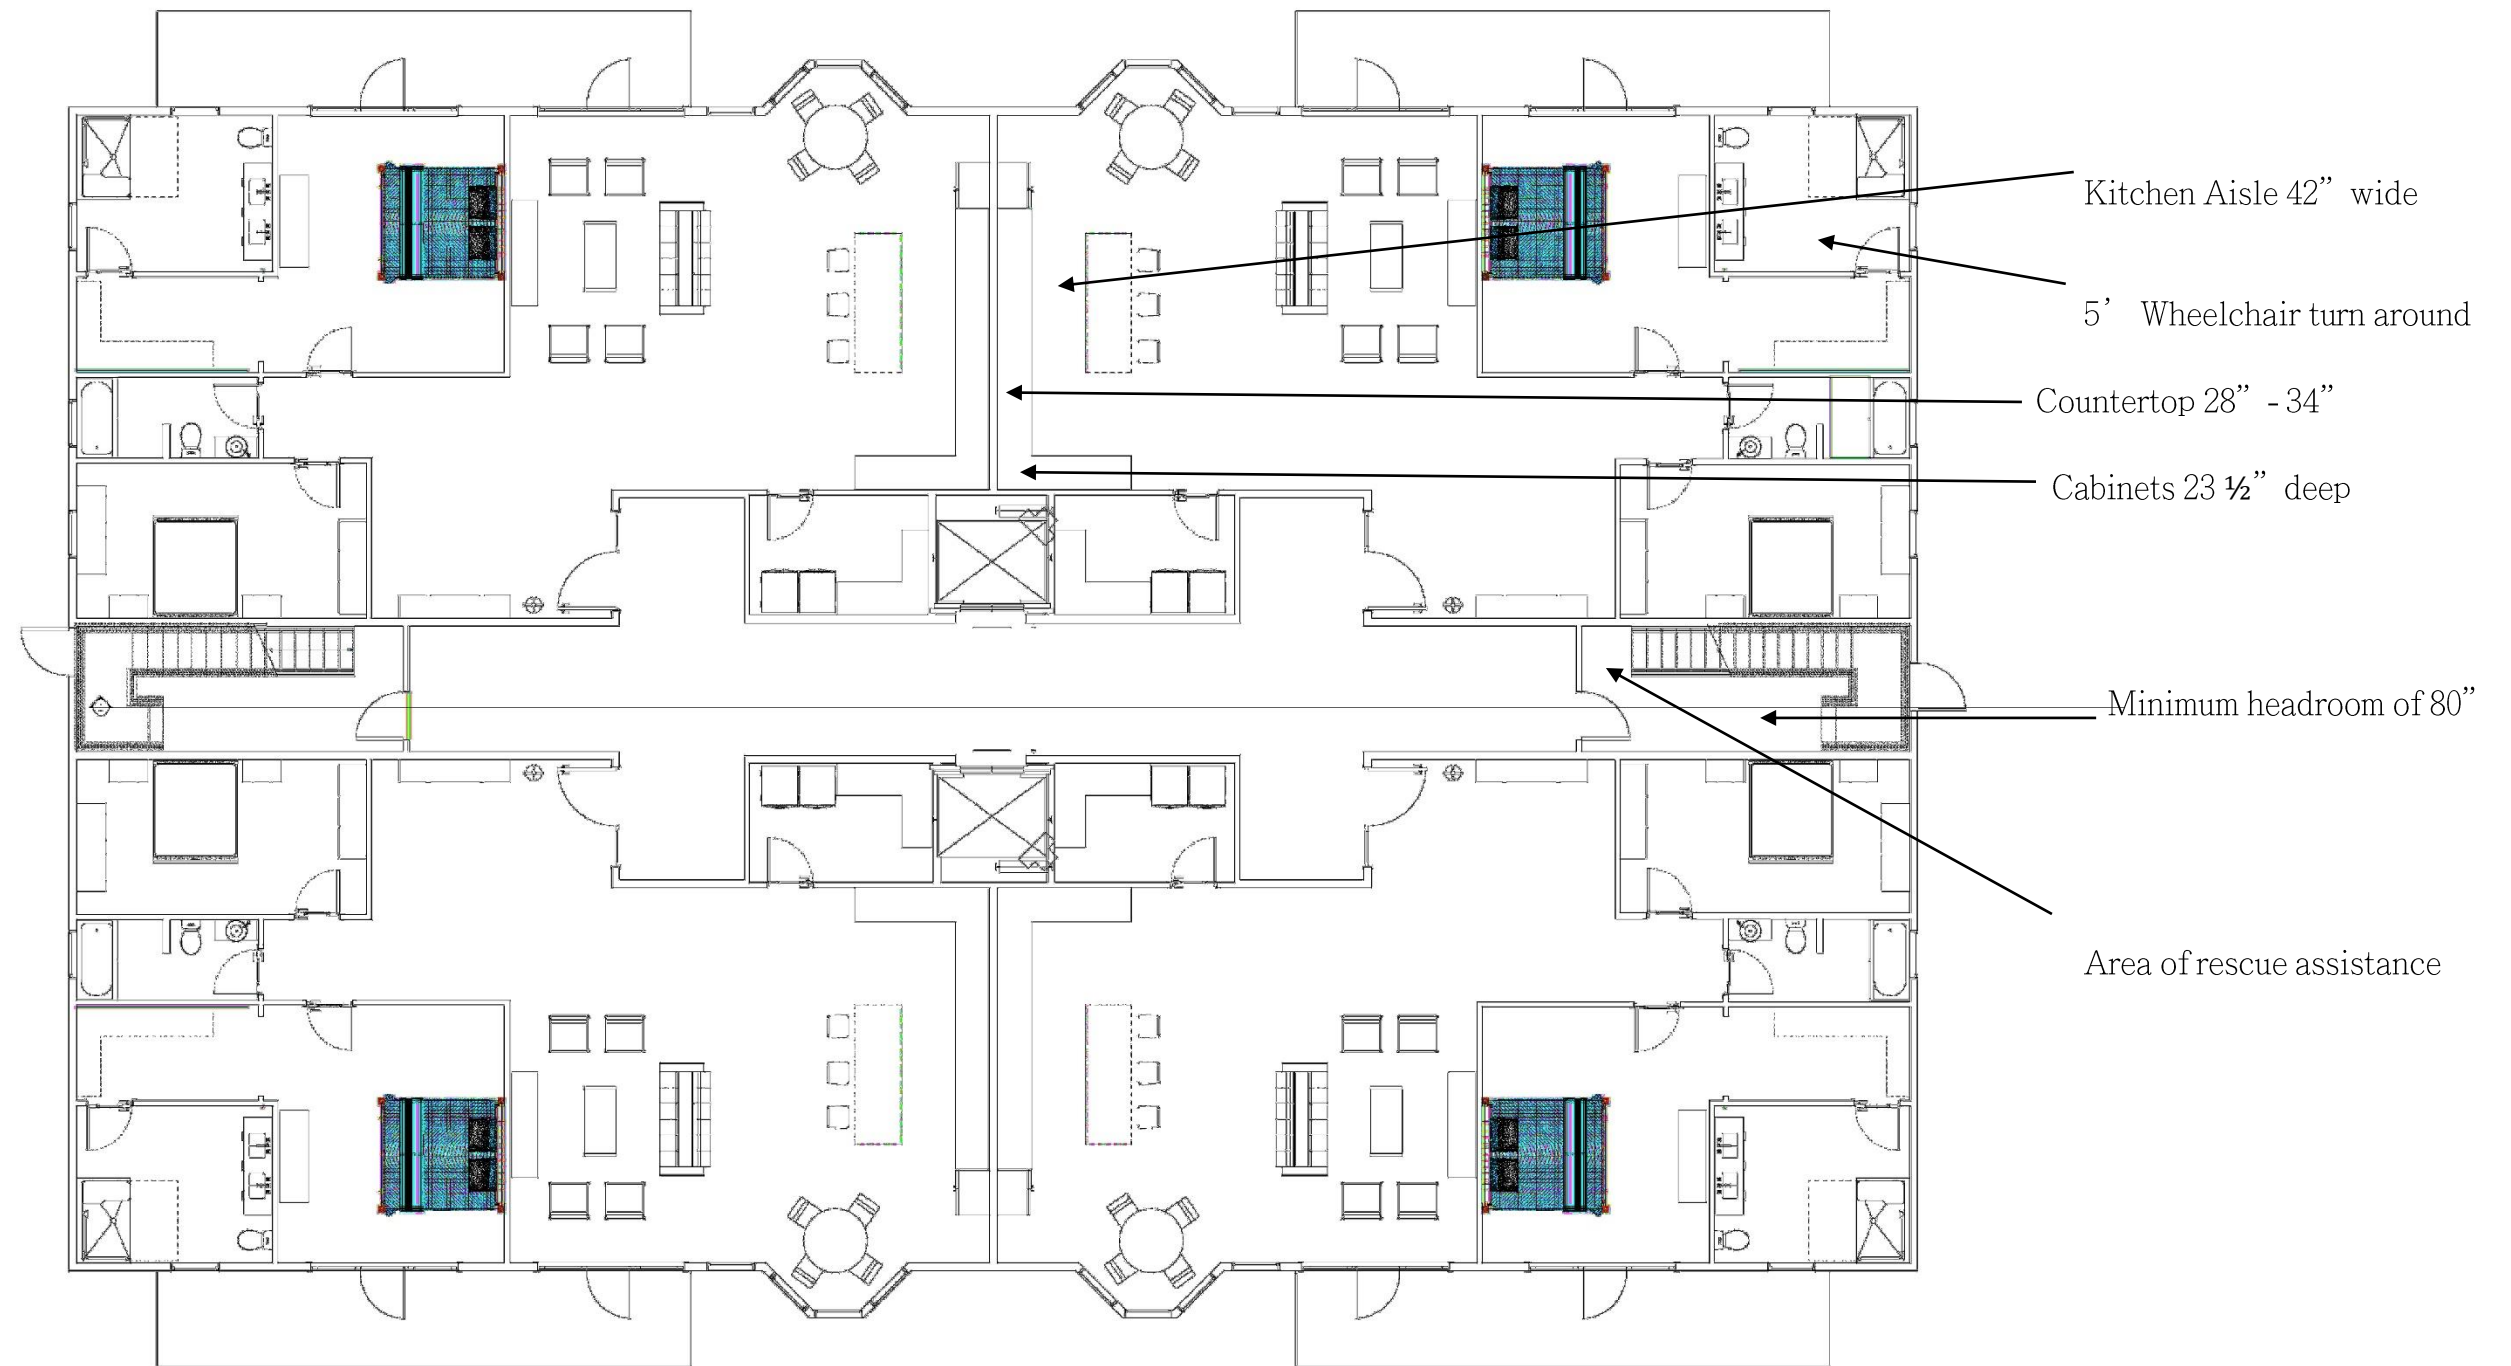 Kitchen Aisle 42” wide
5’ Wheelchair turn around
Countertop 28” - 34”
Cabinets 23 ½” deep
Minimum headroom of 80”
Area of rescue assistance